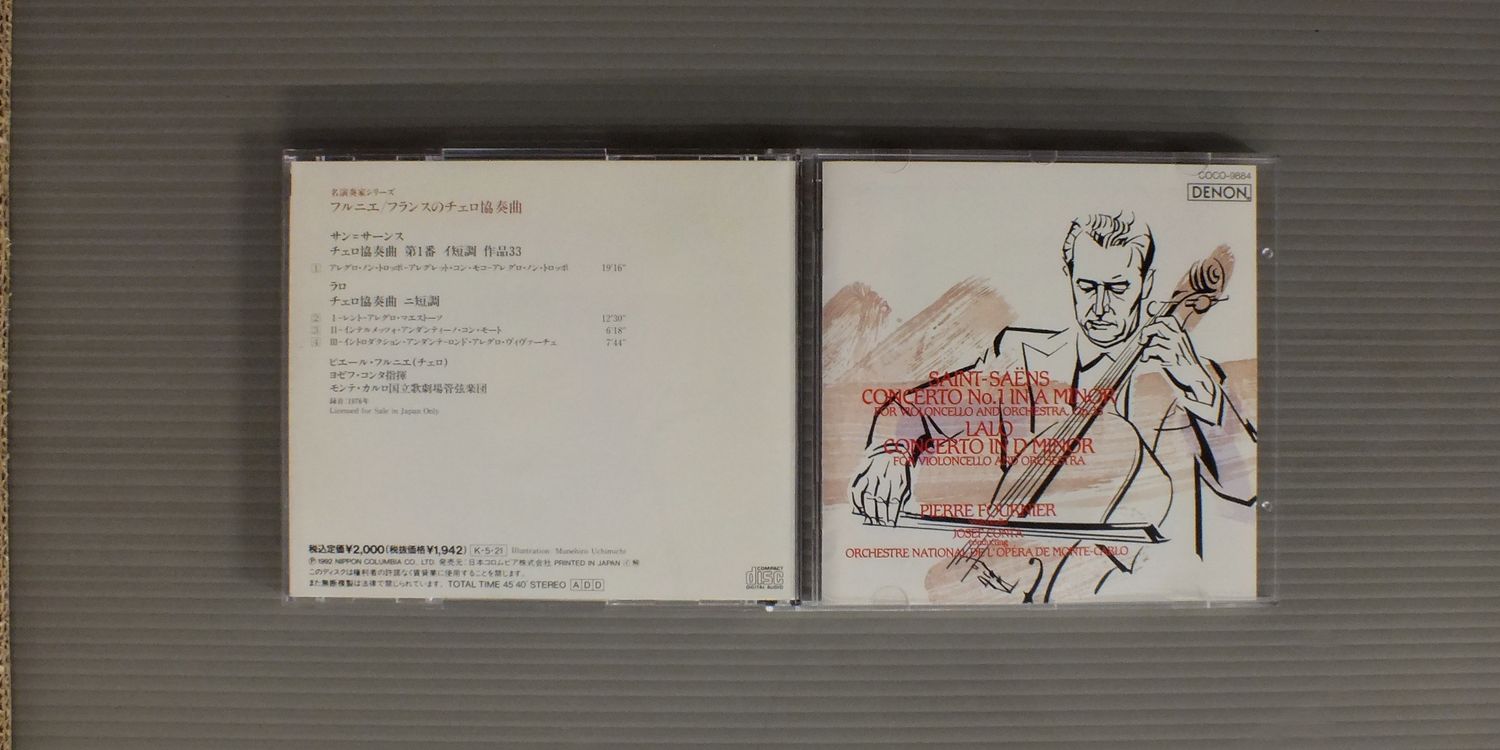 名演奏家シリーズ
フルニエ/フランスのチェロ協奏曲
サン=サーンス
チェロ協奏曲 第1番 イ短調 作品33
1 アレグロ・ノン・トロッポ-アレグレット・コン・モト-アレグロ・ノン・トロッポ 19'16"
ラロ
チェロ協奏曲 ニ短調
2 I-レント-アレグロ・マエストーソ 12'30"
3 II-インテルメッツォ・アンダンティーノ・コン・モート 6'18"
4 III-イントロダクション・アンダンテ-ロンド・アレグロ・ヴィヴァーチェ 7'44"
ピエール・フルニエ(チェロ)
ヨゼフ・コンタ指揮
モンテ・カルロ国立歌劇場管弦楽団
録音:1976年
Licensed for Sale in Japan Only
税込定価¥2,000(税抜価格¥1,942) K・5・21 Illustration: Munehiro Uchimichi
℗1992 NIPPON COLUMBIA CO., LTD. 発売元:日本コロムビア株式会社 PRINTED IN JAPAN
このディスクは権利者の許諾なく賃貸業に使用することを禁じます。
また無断複製は法律で禁じられています。 TOTAL TIME 45'40" STEREO ADD
COMPACT
disc
DIGITAL AUDIO
COCO-9884
DENON
SAINT-SAËNS
CONCERTO No.1 IN A MINOR
FOR VIOLONCELLO AND ORCHESTRA, Op.33
LALO
CONCERTO IN D MINOR
FOR VIOLONCELLO AND ORCHESTRA
PIERRE FOURNIER
JOSEF CONTA
conducting
ORCHESTRE NATIONAL DE L'OPÉRA DE MONTE-CARLO